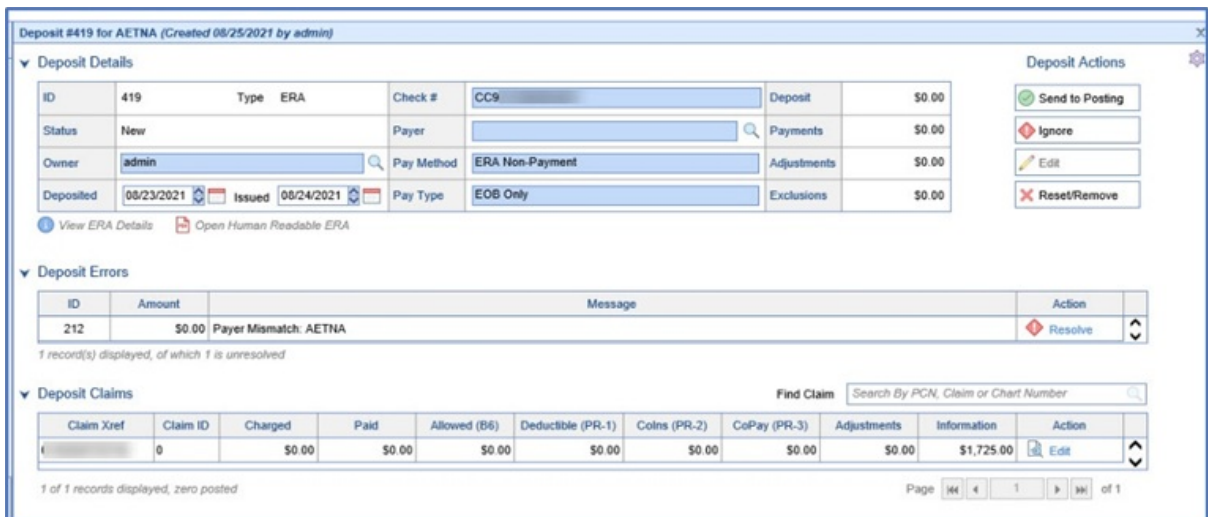 Deposit #419 for AETNA (Created 08/25/2021 by admin)
Deposit Details
Deposit Actions
ID 419 Type ERA Check # CC9 Deposit $0.00 Send to Posting
Status New Payer Payments $0.00 Ignore
Owner admin Pay Method ERA Non-Payment Adjustments $0.00 Edit
Deposited 08/23/2021 Issued 08/24/2021 Pay Type EOB Only Exclusions $0.00 Reset/Remove
View ERA Details Open Human Readable ERA
Deposit Errors
ID Amount Message Action
212 $0.00 Payer Mismatch: AETNA Resolve
1 record(s) displayed, of which 1 is unresolved
Deposit Claims Find Claim Search By PCN, Claim or Chart Number
Claim Xref Claim ID Charged Paid Allowed (B6) Deductible (PR-1) CoIns (PR-2) CoPay (PR-3) Adjustments Information Action
0 $0.00 $0.00 $0.00 $0.00 $0.00 $0.00 $0.00 $1,725.00 Edit
1 of 1 records displayed, zero posted Page 1 of 1